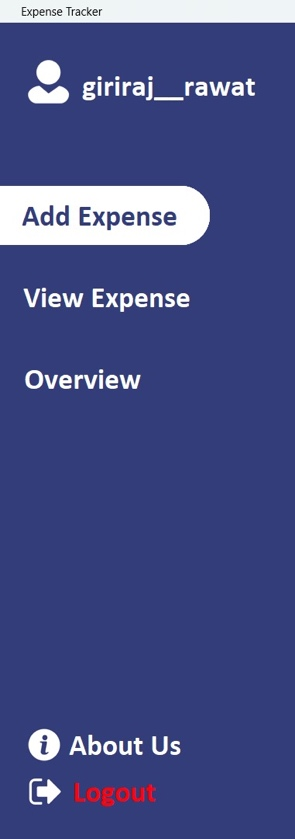 Expense Tracker
giriraj__rawat
Add Expense
View Expense
Overview
i About Us
Logout